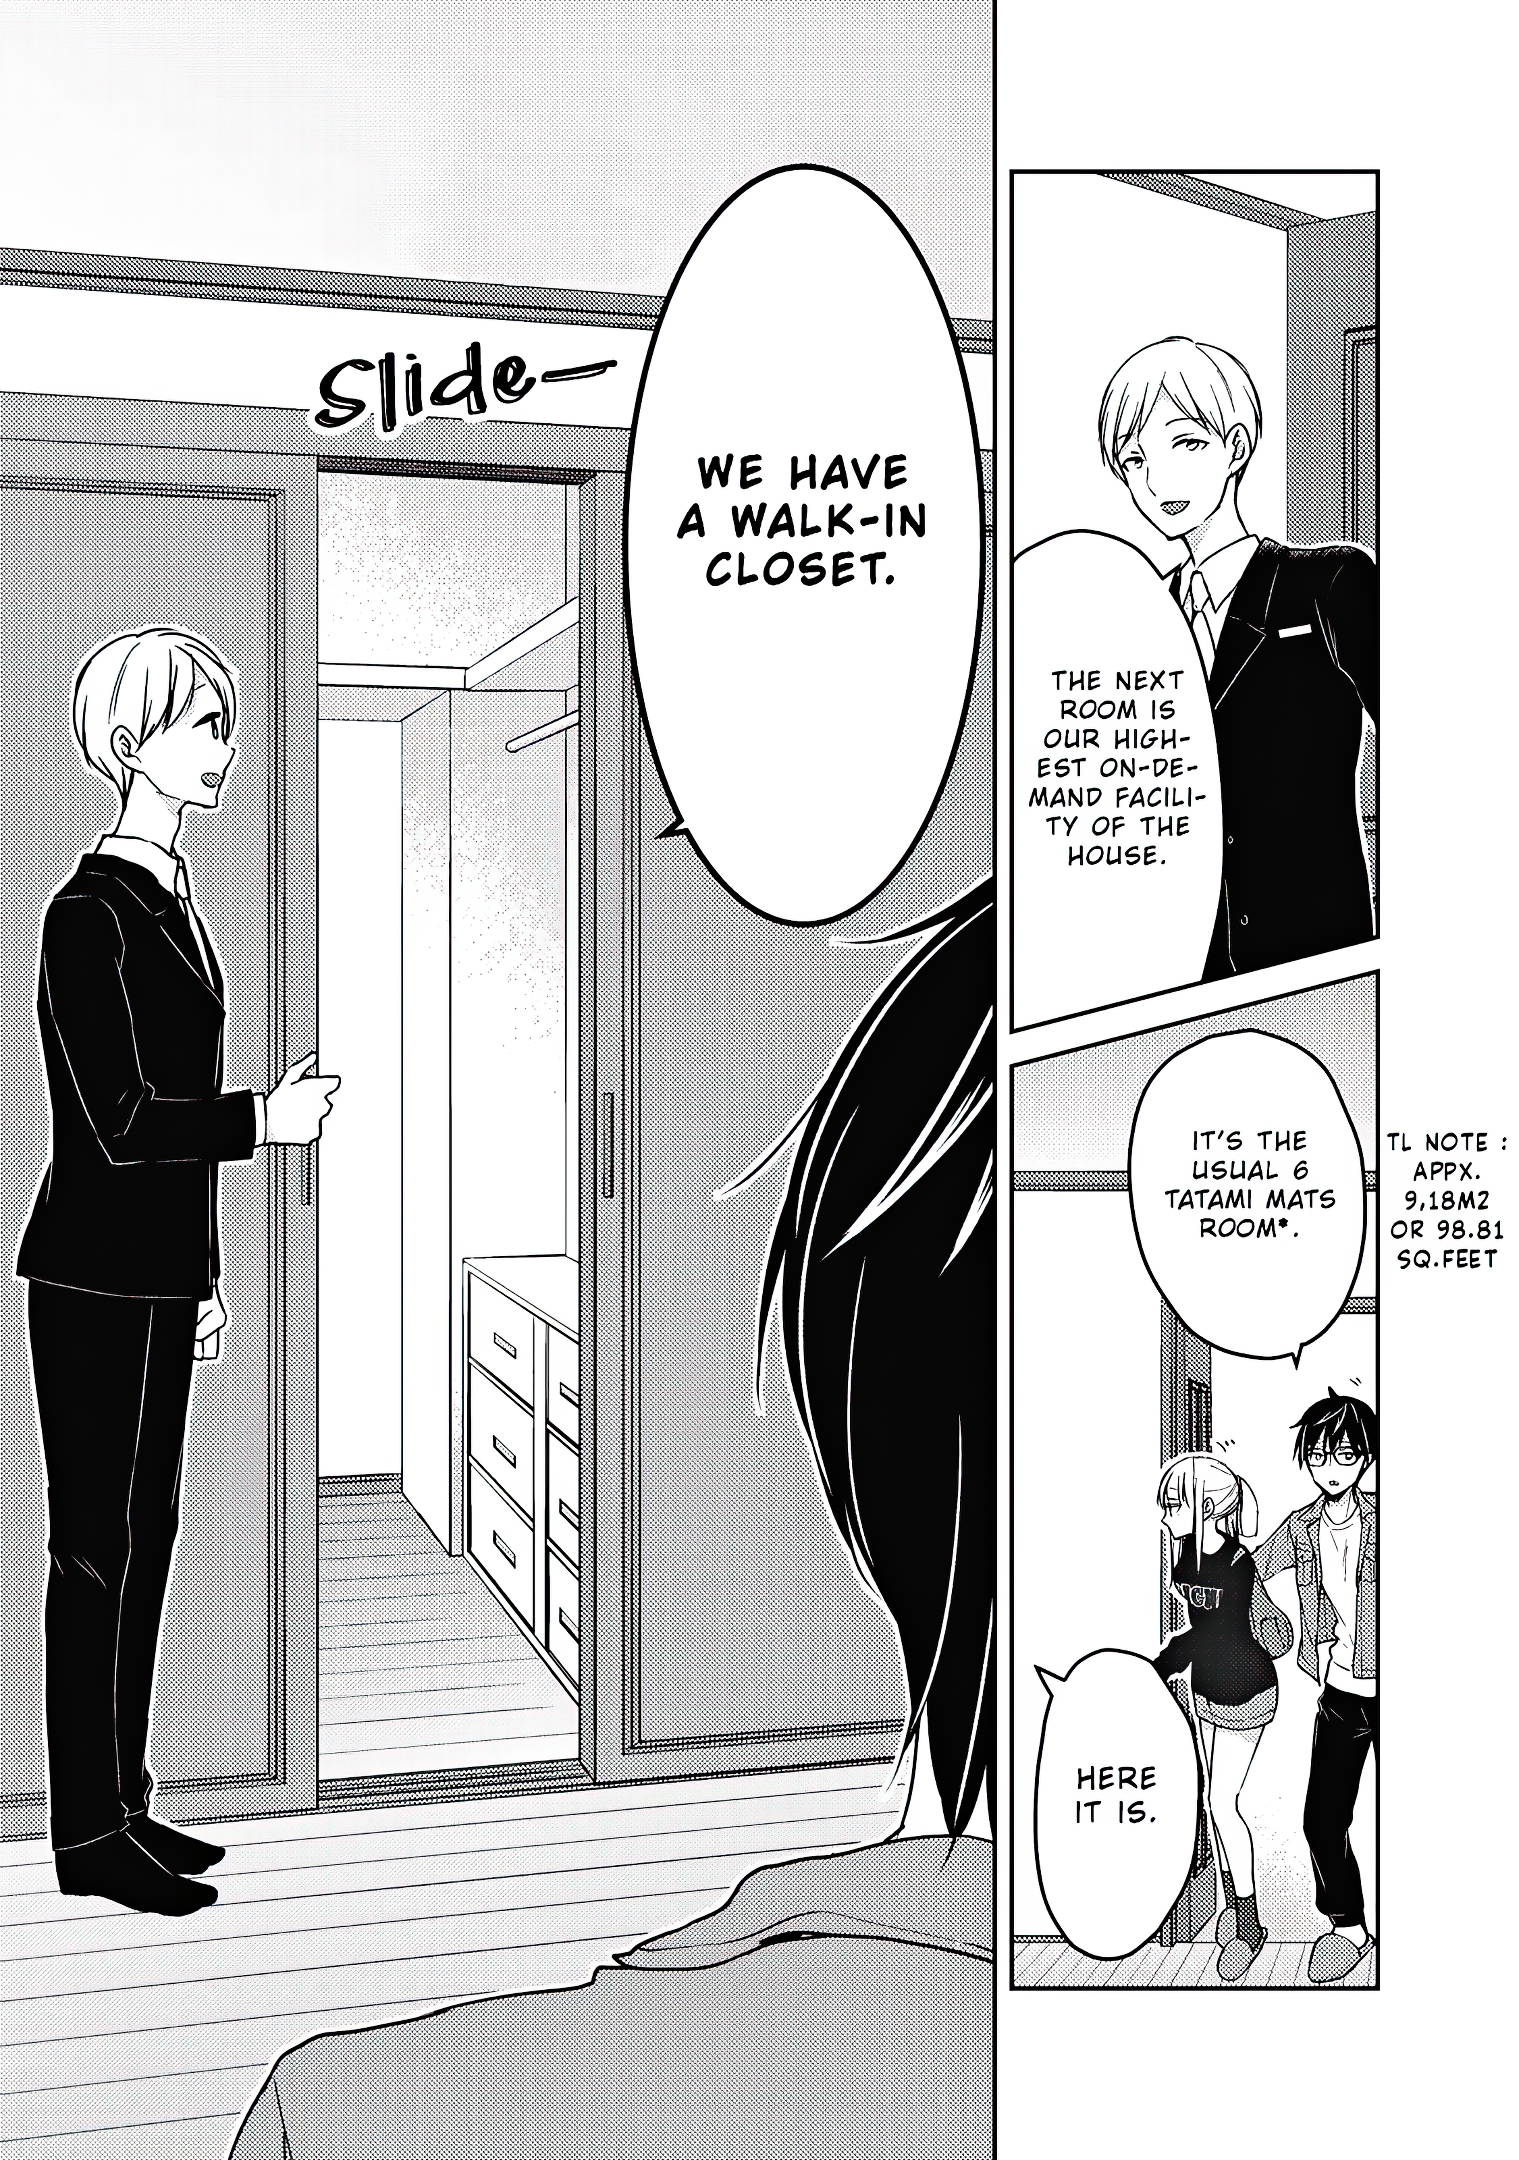 THE NEXT
ROOM IS
OUR HIGH-
EST ON-DE-
MAND FACILI-
TY OF THE
HOUSE.
IT'S THE
USUAL 6
TATAMI MATS
ROOM*.
TL NOTE :
APPX.
9,18M2
OR 98.81
SQ.FEET
HERE
IT IS.
Slide—
WE HAVE
A WALK-IN
CLOSET.